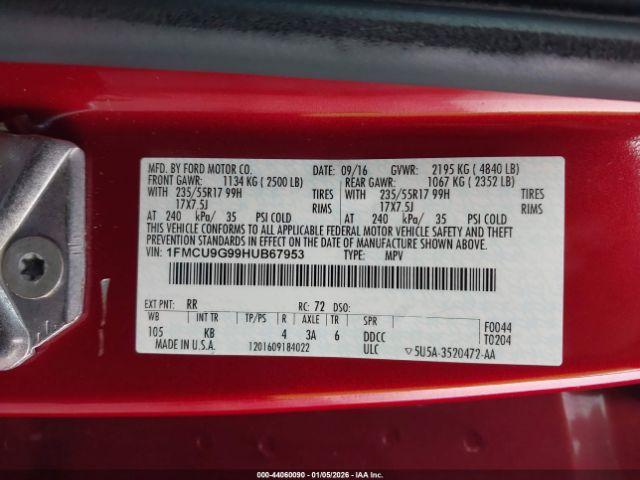 MFD. BY FORD MOTOR CO. DATE: 09/16 GVWR: 2195 KG ( 4840 LB)
FRONT GAWR: 1134 KG ( 2500 LB) REAR GAWR: 1067 KG ( 2352 LB)
WITH 235/55R17 99H TIRES WITH 235/55R17 99H TIRES
17X7.5J RIMS 17X7.5J RIMS
AT 240 kPa/ 35 PSI COLD AT 240 kPa/ 35 PSI COLD
THIS VEHICLE CONFORMS TO ALL APPLICABLE FEDERAL MOTOR VEHICLE SAFETY AND THEFT
PREVENTION STANDARDS IN EFFECT ON THE DATE OF MANUFACTURE SHOWN ABOVE.
VIN: 1FMCU9G99HUB67953 TYPE: MPV
EXT PNT: RR RC: 72 DSO:
WB INT TR TP/PS R AXLE TR SPR F0044
105 KB 4 3A 6 DDCC T0204
MADE IN U.S.A. 1201609184022 ULC ▽5U5A-3520472-AA
000-44060090 - 01/05/2026 - IAAI.COM